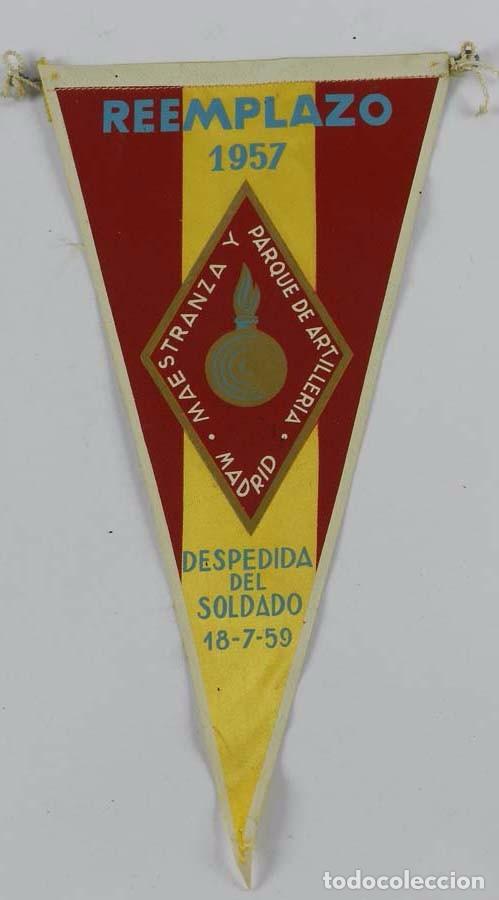 REEMPLAZO
1957
MAESTRANZA Y
PARQUE DE ARTILLERIA ·
· MADRID
DESPEDIDA
DEL
SOLDADO
18-7-59
todocoleccion